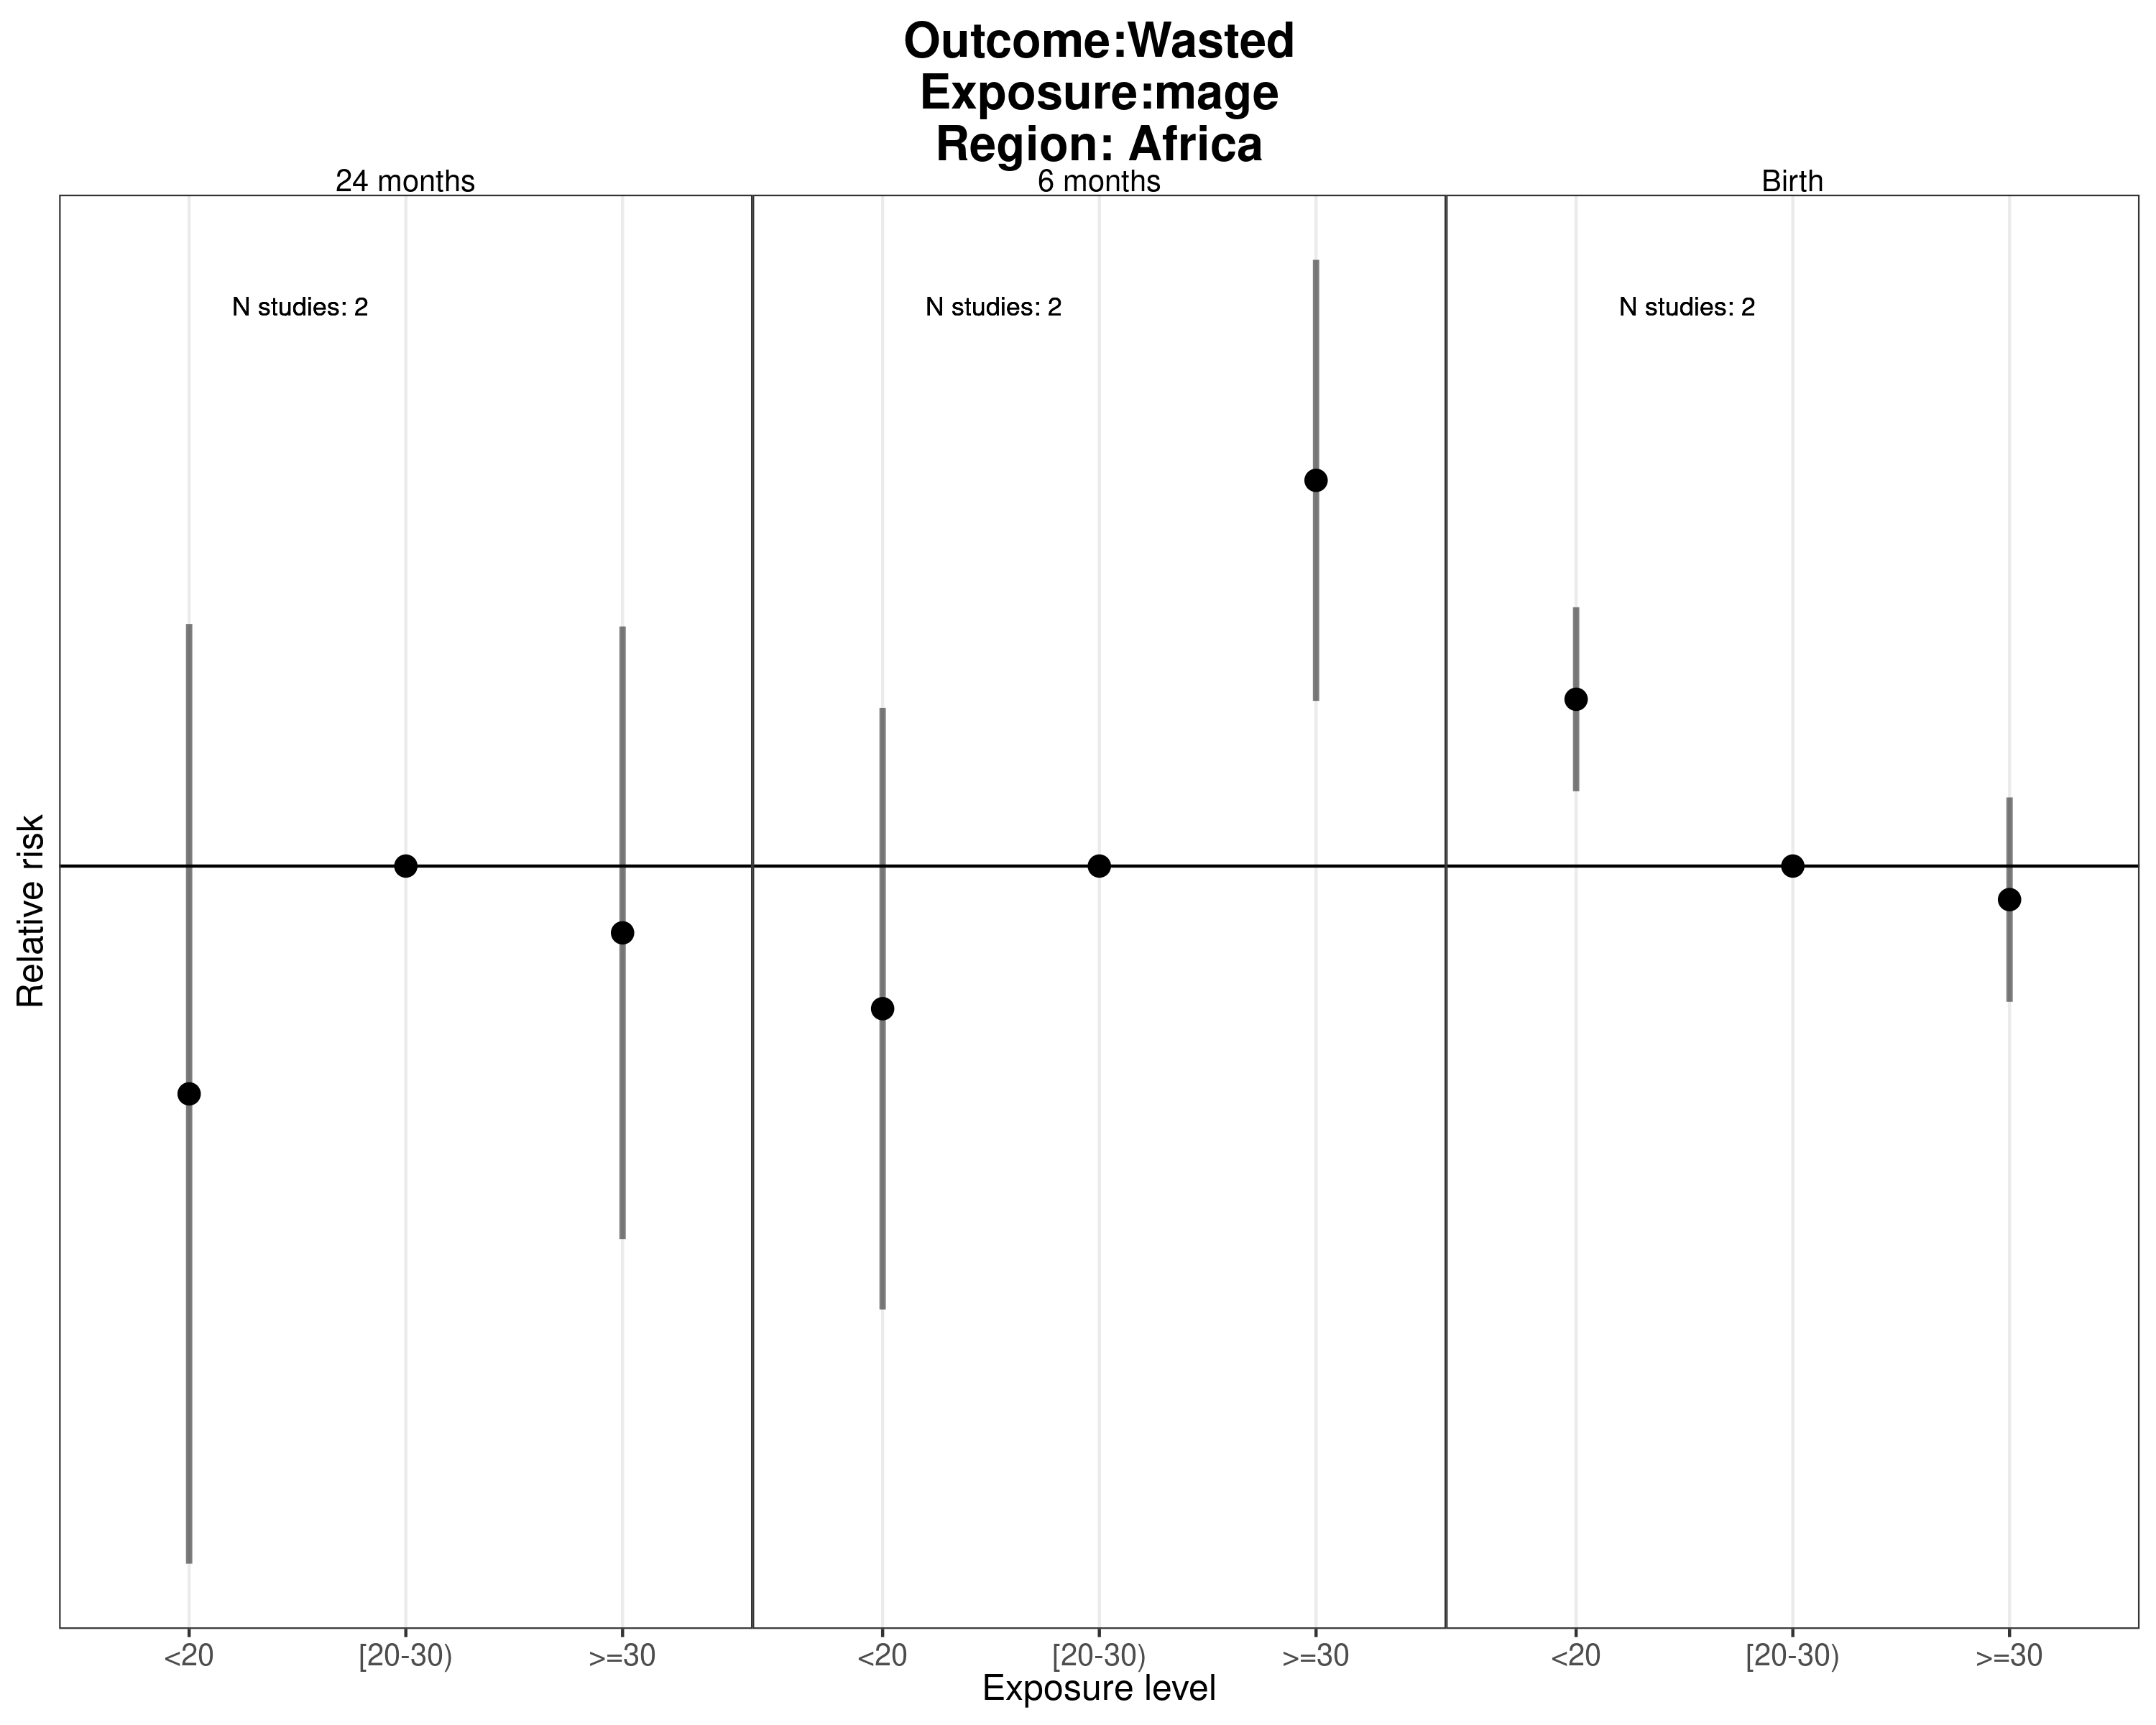 Outcome:Wasted
Exposure:mage
Region: Africa
24 months
6 months
Birth
N studies: 2
N studies: 2
N studies: 2
Relative risk
<20
[20-30)
>=30
<20
[20-30)
>=30
<20
[20-30)
>=30
Exposure level